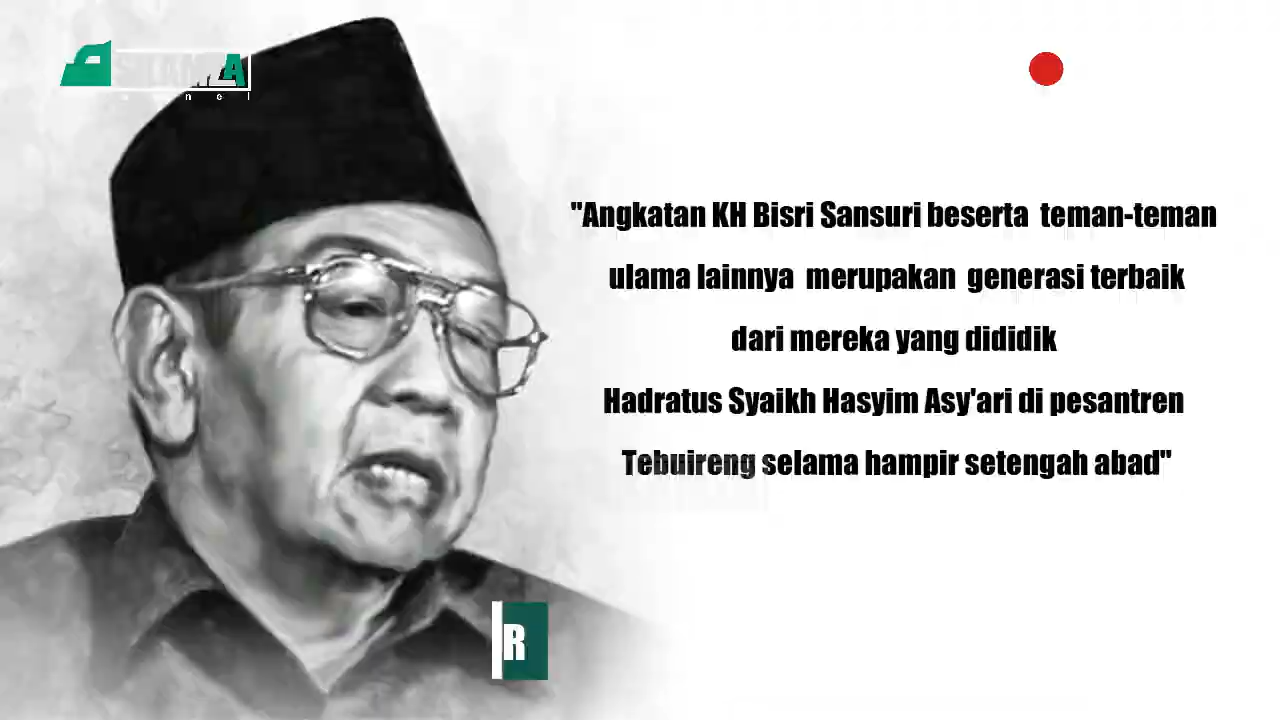 "Angkatan KH Bisri Sansuri beserta teman-teman
ulama lainnya merupakan generasi terbaik
dari mereka yang dididik
Hadratus Syaikh Hasyim Asy'ari di pesantren
Tebuireng selama hampir setengah abad"
R